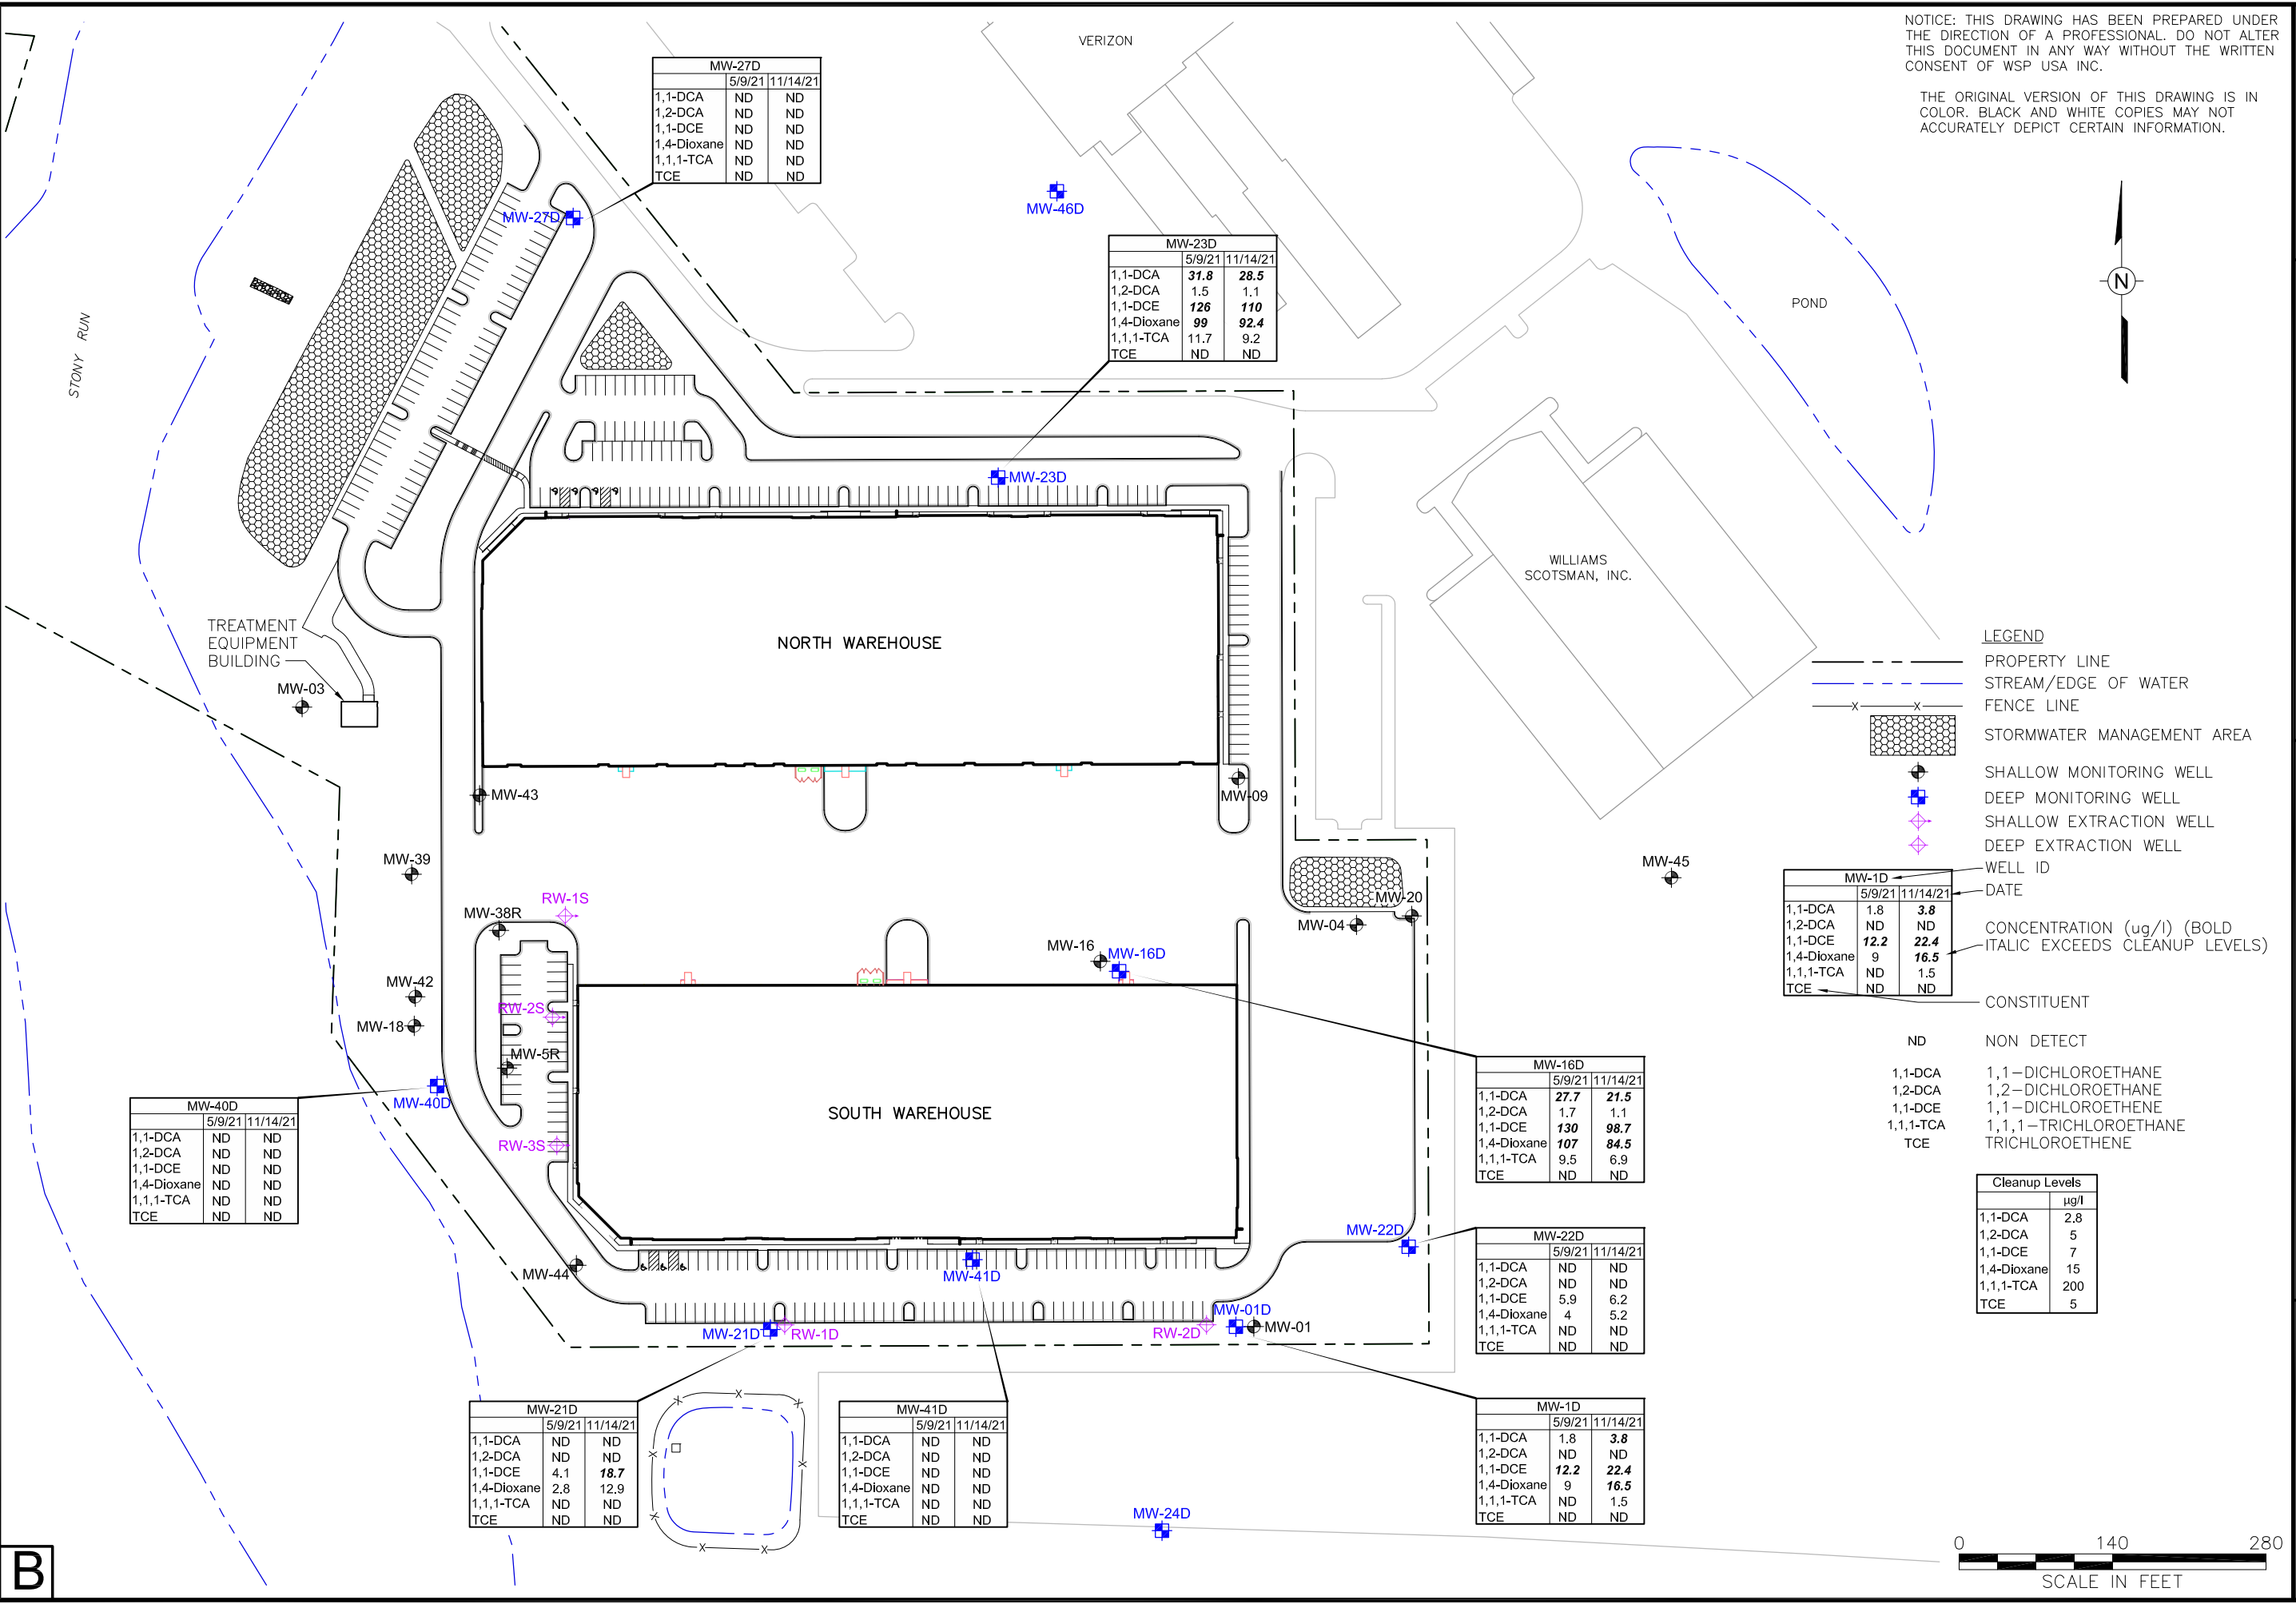 NOTICE: THIS DRAWING HAS BEEN PREPARED UNDER
THE DIRECTION OF A PROFESSIONAL. DO NOT ALTER
THIS DOCUMENT IN ANY WAY WITHOUT THE WRITTEN
CONSENT OF WSP USA INC.
THE ORIGINAL VERSION OF THIS DRAWING IS IN
COLOR. BLACK AND WHITE COPIES MAY NOT
ACCURATELY DEPICT CERTAIN INFORMATION.
VERIZON
MW-27D
5/9/21 11/14/21
1,1-DCA ND ND
1,2-DCA ND ND
1,1-DCE ND ND
1,4-Dioxane ND ND
1,1,1-TCA ND ND
TCE ND ND
MW-27D
MW-46D
MW-23D
5/9/21 11/14/21
1,1-DCA 31.8 28.5
1,2-DCA 1.5 1.1
1,1-DCE 126 110
1,4-Dioxane 99 92.4
1,1,1-TCA 11.7 9.2
TCE ND ND
N
POND
STONY RUN
MW-23D
WILLIAMS
SCOTSMAN, INC.
NORTH WAREHOUSE
TREATMENT
EQUIPMENT
BUILDING
MW-03
MW-43
MW-09
MW-39
MW-45
RW-1S
MW-38R
MW-20
MW-04
MW-16
MW-16D
MW-42
RW-2S
MW-18
MW-5R
MW-40D
RW-3S
SOUTH WAREHOUSE
MW-40D
5/9/21 11/14/21
1,1-DCA ND ND
1,2-DCA ND ND
1,1-DCE ND ND
1,4-Dioxane ND ND
1,1,1-TCA ND ND
TCE ND ND
MW-16D
5/9/21 11/14/21
1,1-DCA 27.7 21.5
1,2-DCA 1.7 1.1
1,1-DCE 130 98.7
1,4-Dioxane 107 84.5
1,1,1-TCA 9.5 6.9
TCE ND ND
MW-22D
MW-22D
5/9/21 11/14/21
1,1-DCA ND ND
1,2-DCA ND ND
1,1-DCE 5.9 6.2
1,4-Dioxane 4 5.2
1,1,1-TCA ND ND
TCE ND ND
MW-44
MW-41D
MW-21D
RW-1D
RW-2D
MW-01D
MW-01
MW-21D
5/9/21 11/14/21
1,1-DCA ND ND
1,2-DCA ND ND
1,1-DCE 4.1 18.7
1,4-Dioxane 2.8 12.9
1,1,1-TCA ND ND
TCE ND ND
X X X X X X X X X
MW-41D
5/9/21 11/14/21
1,1-DCA ND ND
1,2-DCA ND ND
1,1-DCE ND ND
1,4-Dioxane ND ND
1,1,1-TCA ND ND
TCE ND ND
MW-1D
5/9/21 11/14/21
1,1-DCA 1.8 3.8
1,2-DCA ND ND
1,1-DCE 12.2 22.4
1,4-Dioxane 9 16.5
1,1,1-TCA ND 1.5
TCE ND ND
MW-24D
LEGEND
PROPERTY LINE
STREAM/EDGE OF WATER
X X FENCE LINE
STORMWATER MANAGEMENT AREA
SHALLOW MONITORING WELL
DEEP MONITORING WELL
SHALLOW EXTRACTION WELL
DEEP EXTRACTION WELL
WELL ID
DATE
CONCENTRATION (ug/l) (BOLD
ITALIC EXCEEDS CLEANUP LEVELS)
CONSTITUENT
MW-1D
5/9/21 11/14/21
1,1-DCA 1.8 3.8
1,2-DCA ND ND
1,1-DCE 12.2 22.4
1,4-Dioxane 9 16.5
1,1,1-TCA ND 1.5
TCE ND ND
ND NON DETECT
1,1-DCA 1,1-DICHLOROETHANE
1,2-DCA 1,2-DICHLOROETHANE
1,1-DCE 1,1-DICHLOROETHENE
1,1,1-TCA 1,1,1-TRICHLOROETHANE
TCE TRICHLOROETHENE
Cleanup Levels
µg/l
1,1-DCA 2.8
1,2-DCA 5
1,1-DCE 7
1,4-Dioxane 15
1,1,1-TCA 200
TCE 5
B
0 140 280
SCALE IN FEET